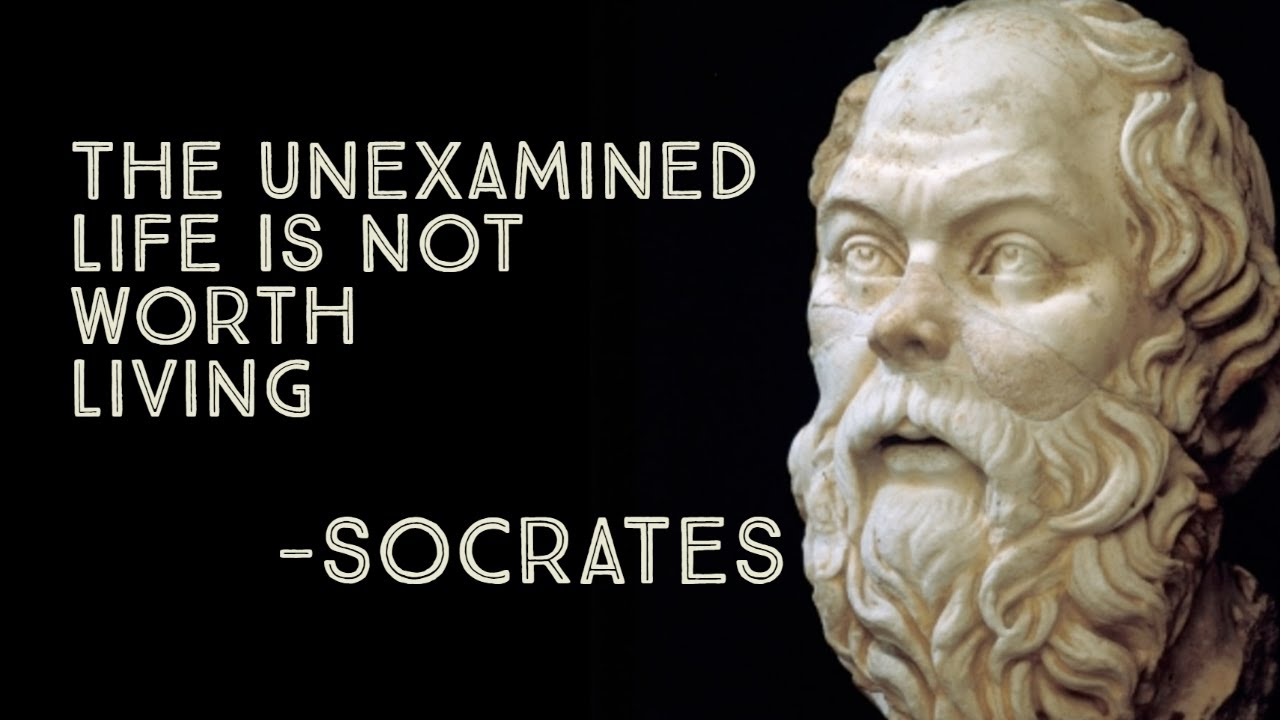 THE UNEXAMINED
LIFE IS NOT
WORTH
LIVING
-SOCRATES